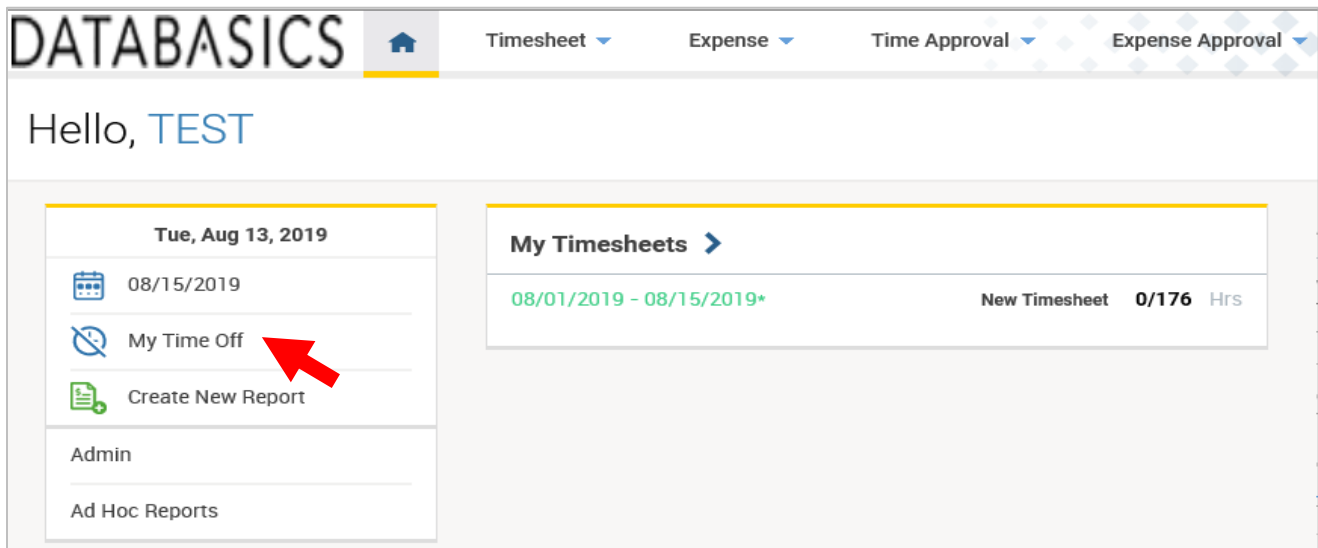 DATABASICS
Timesheet Expense Time Approval Expense Approval
Hello, TEST
Tue, Aug 13, 2019
08/15/2019
My Time Off
Create New Report
Admin
Ad Hoc Reports
My Timesheets
08/01/2019 - 08/15/2019* New Timesheet 0/176 Hrs